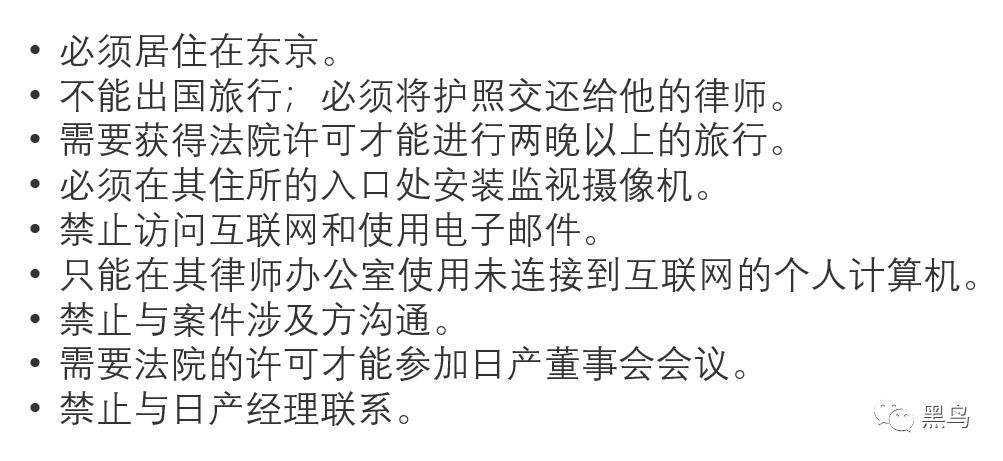 • 必须居住在东京。
• 不能出国旅行；必须将护照交还给他的律师。
• 需要获得法院许可才能进行两晚以上的旅行。
• 必须在其住所的入口处安装监视摄像机。
• 禁止访问互联网和使用电子邮件。
• 只能在其律师办公室使用未连接到互联网的个人计算机。
• 禁止与案件涉及方沟通。
• 需要法院的许可才能参加日产董事会会议。
• 禁止与日产经理联系。
黑鸟